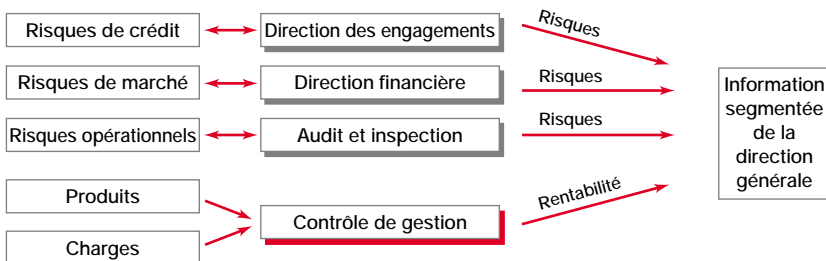 Risques de crédit
Direction des engagements
Risques
Risques de marché
Direction financière
Risques
Risques opérationnels
Audit et inspection
Risques
Produits
Charges
Contrôle de gestion
Rentabilité
Information
segmentée
de la
direction
générale